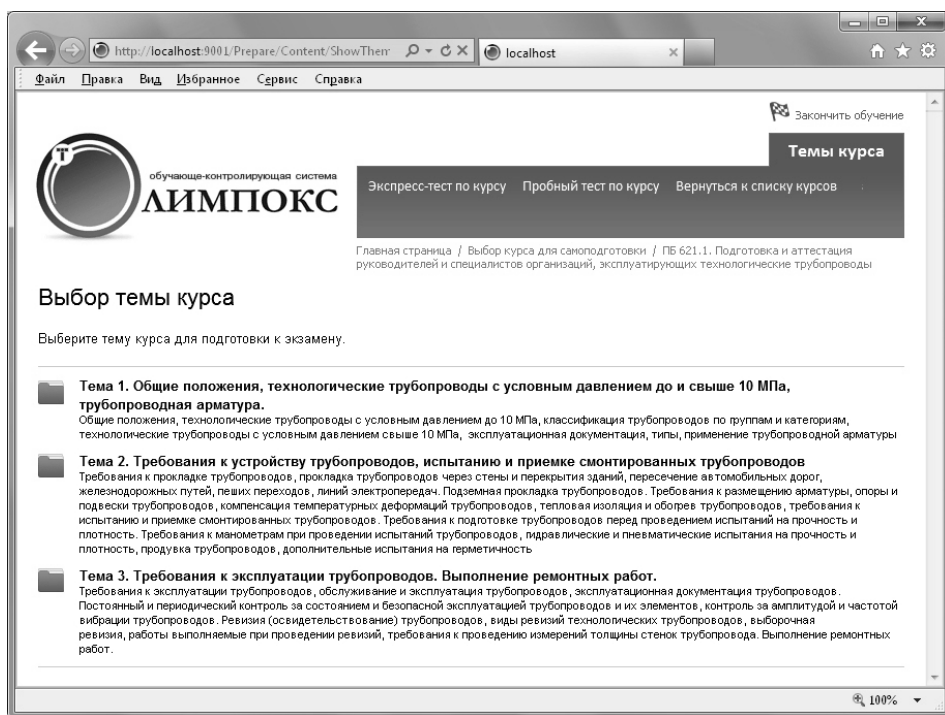 http://localhost:9001/Prepare/Content/ShowThem
localhost
Файл Правка Вид Избранное Сервис Справка
Закончить обучение
Темы курса
Т
обучающе-контролирующая система
ЛИМПОКС
Экспресс-тест по курсу Пробный тест по курсу Вернуться к списку курсов
Главная страница / Выбор курса для самоподготовки / ПБ 621.1. Подготовка и аттестация
руководителей и специалистов организаций, эксплуатирующих технологические трубопроводы
Выбор темы курса
Выберите тему курса для подготовки к экзамену.
Тема 1. Общие положения, технологические трубопроводы с условным давлением до и свыше 10 МПа,
трубопроводная арматура.
Общие положения, технологические трубопроводы с условным давлением до 10 МПа, классификация трубопроводов по группам и категориям,
технологические трубопроводы с условным давлением свыше 10 МПа, эксплуатационная документация, типы, применение трубопроводной арматуры
Тема 2. Требования к устройству трубопроводов, испытанию и приемке смонтированных трубопроводов
Требования к прокладке трубопроводов, прокладка трубопроводов через стены и перекрытия зданий, пересечение автомобильных дорог,
железнодорожных путей, пеших переходов, линий электропередач. Подземная прокладка трубопроводов. Требования к размещению арматуры, опоры и
подвески трубопроводов, компенсация температурных деформаций трубопроводов, тепловая изоляция и обогрев трубопроводов, требования к
испытанию и приемке смонтированных трубопроводов. Требования к подготовке трубопроводов перед проведением испытаний на прочность и
плотность. Требования к манометрам при проведении испытаний трубопроводов, гидравлические и пневматические испытания на прочность и
плотность, продувка трубопроводов, дополнительные испытания на герметичность
Тема 3. Требования к эксплуатации трубопроводов. Выполнение ремонтных работ.
Требования к эксплуатации трубопроводов, обслуживание и эксплуатация трубопроводов, эксплуатационная документация трубопроводов.
Постоянный и периодический контроль за состоянием и безопасной эксплуатацией трубопроводов и их элементов, контроль за амплитудой и частотой
вибрации трубопроводов. Ревизия (освидетельствование) трубопроводов, виды ревизий технологических трубопроводов, выборочная
ревизия, работы выполняемые при проведении ревизий, требования к проведению измерений толщины стенок трубопровода. Выполнение ремонтных
работ.
100%